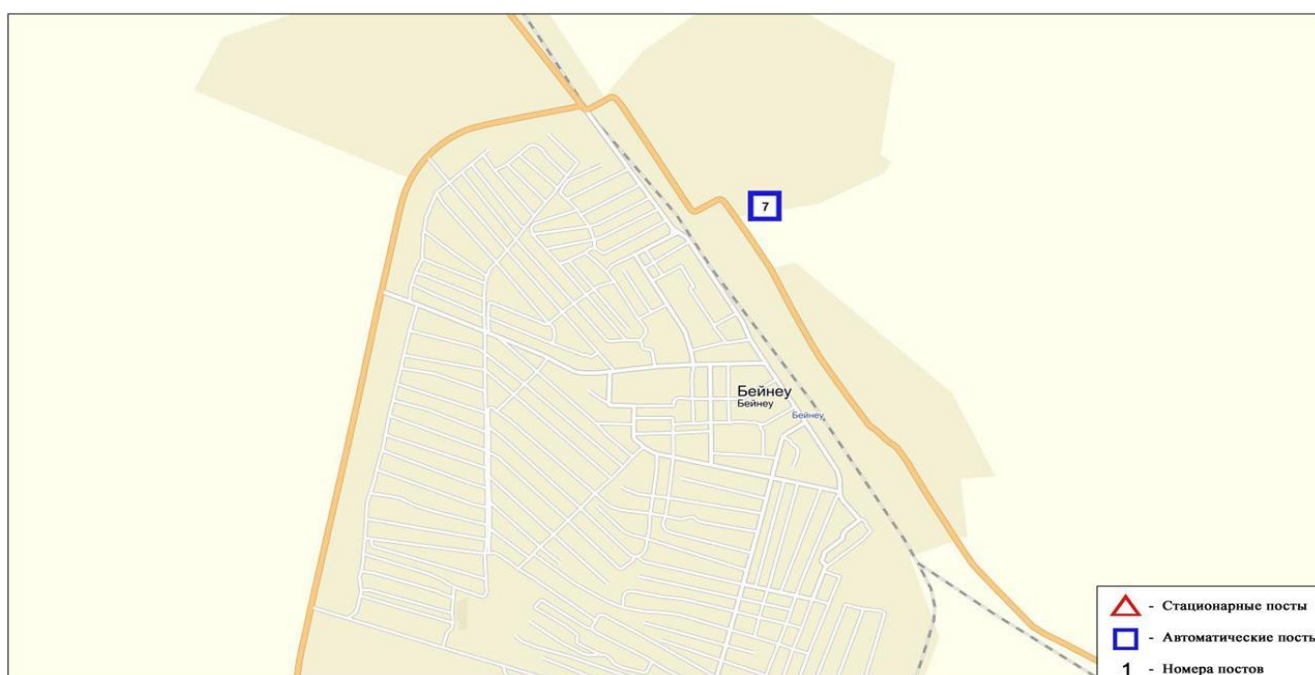 7
Бейнеу
Бейнеу
Бейнеу
- Стационарные посты
- Автоматические посты
1 - Номера постов